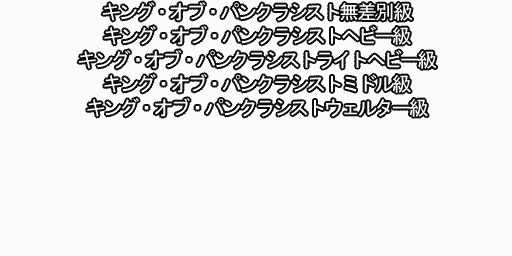 キング・オブ・パンクラシスト無差別級
キング・オブ・パンクラシストヘビー級
キング・オブ・パンクラシストライトヘビー級
キング・オブ・パンクラシストミドル級
キング・オブ・パンクラシストウェルター級